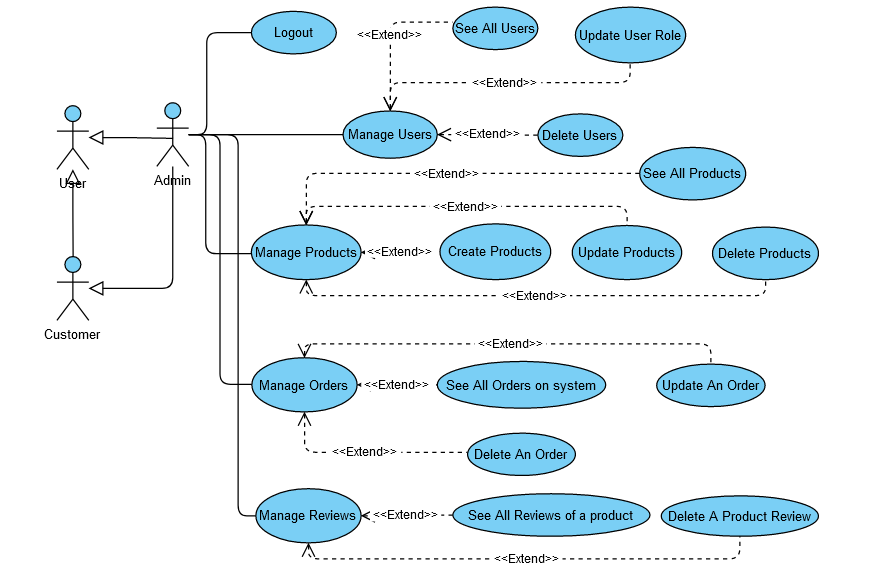 Logout
<<Extend>>
See All Users
Update User Role
<<Extend>>
Manage Users
<<Extend>>
Delete Users
User
Admin
<<Extend>>
See All Products
<<Extend>>
Manage Products
<<Extend>>
Create Products
Update Products
Delete Products
<<Extend>>
Customer
<<Extend>>
Manage Orders
<<Extend>>
See All Orders on system
Update An Order
<<Extend>>
Delete An Order
Manage Reviews
<<Extend>>
See All Reviews of a product
Delete A Product Review
<<Extend>>